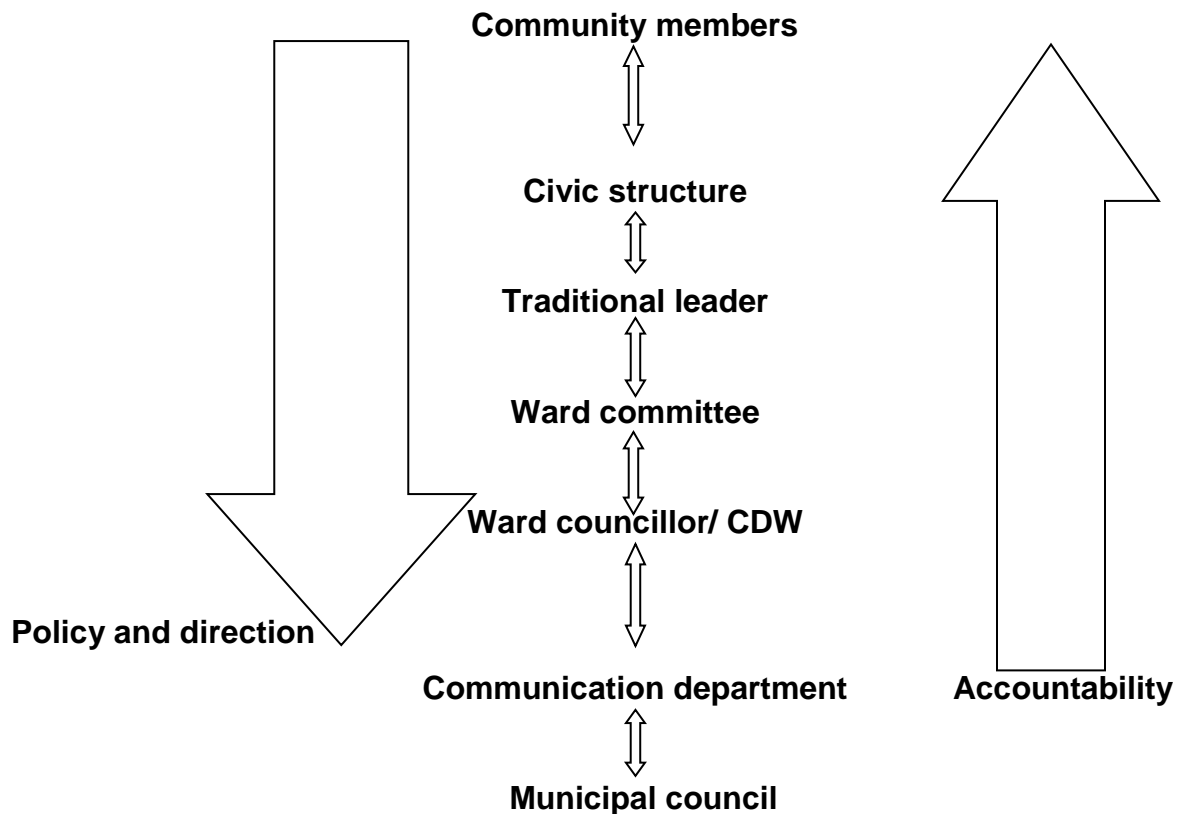 Community members
Civic structure
Traditional leader
Ward committee
Ward councillor/ CDW
Policy and direction
Communication department
Accountability
Municipal council